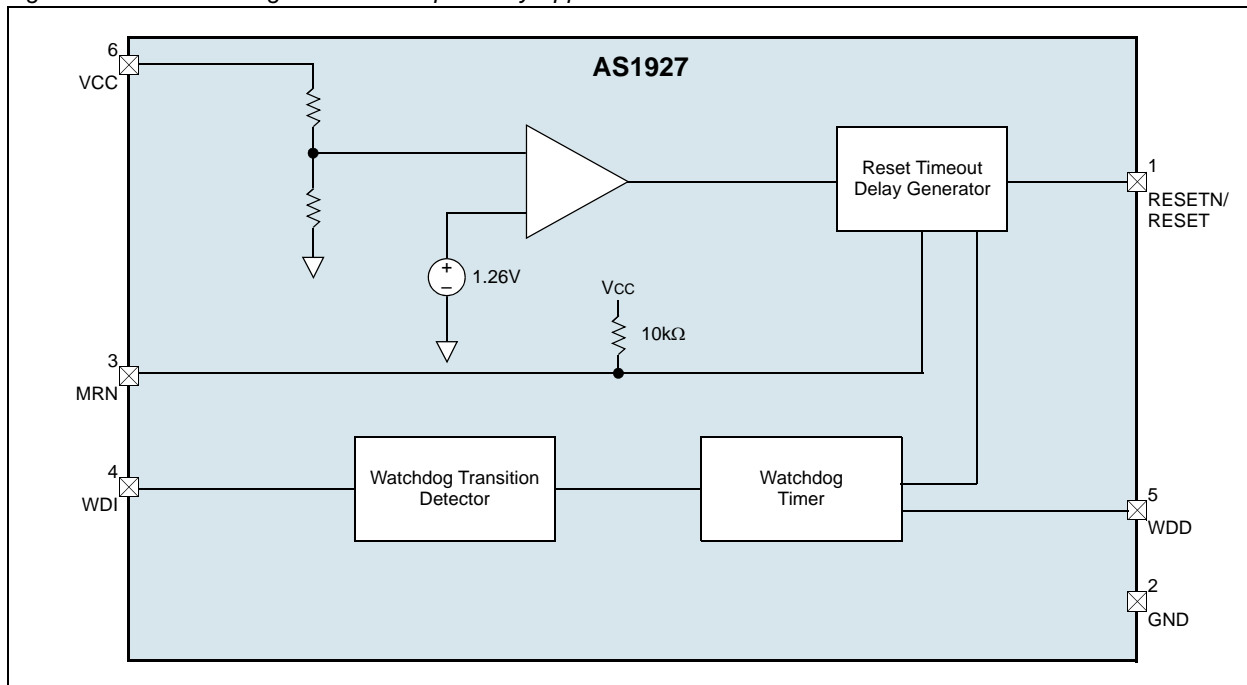 AS1927
6
VCC
Reset Timeout
Delay Generator
1
RESETN/
RESET
+
–
1.26V
VCC
10kΩ
3
MRN
4
WDI
Watchdog Transition
Detector
Watchdog
Timer
5
WDD
2
GND